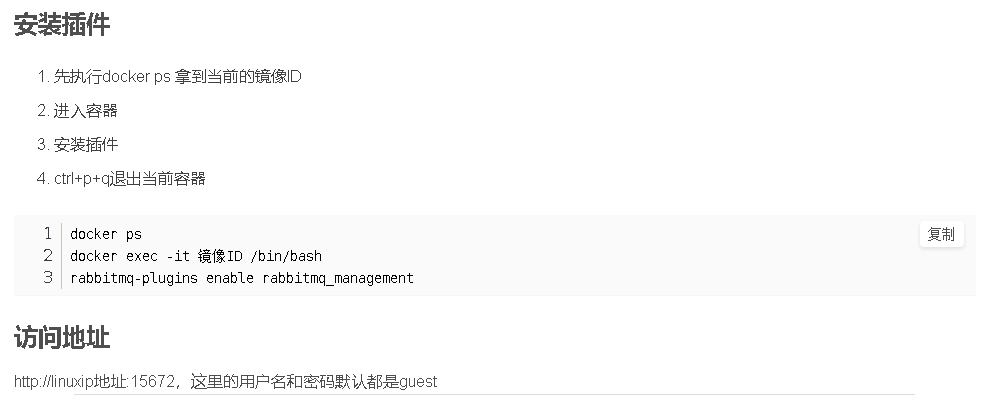 安装插件
1. 先执行docker ps 拿到当前的镜像ID
2. 进入容器
3. 安装插件
4. ctrl+p+q退出当前容器
复制
1 docker ps
2 docker exec -it 镜像ID /bin/bash
3 rabbitmq-plugins enable rabbitmq_management
访问地址
http://linuxip地址:15672，这里的用户名和密码默认都是guest